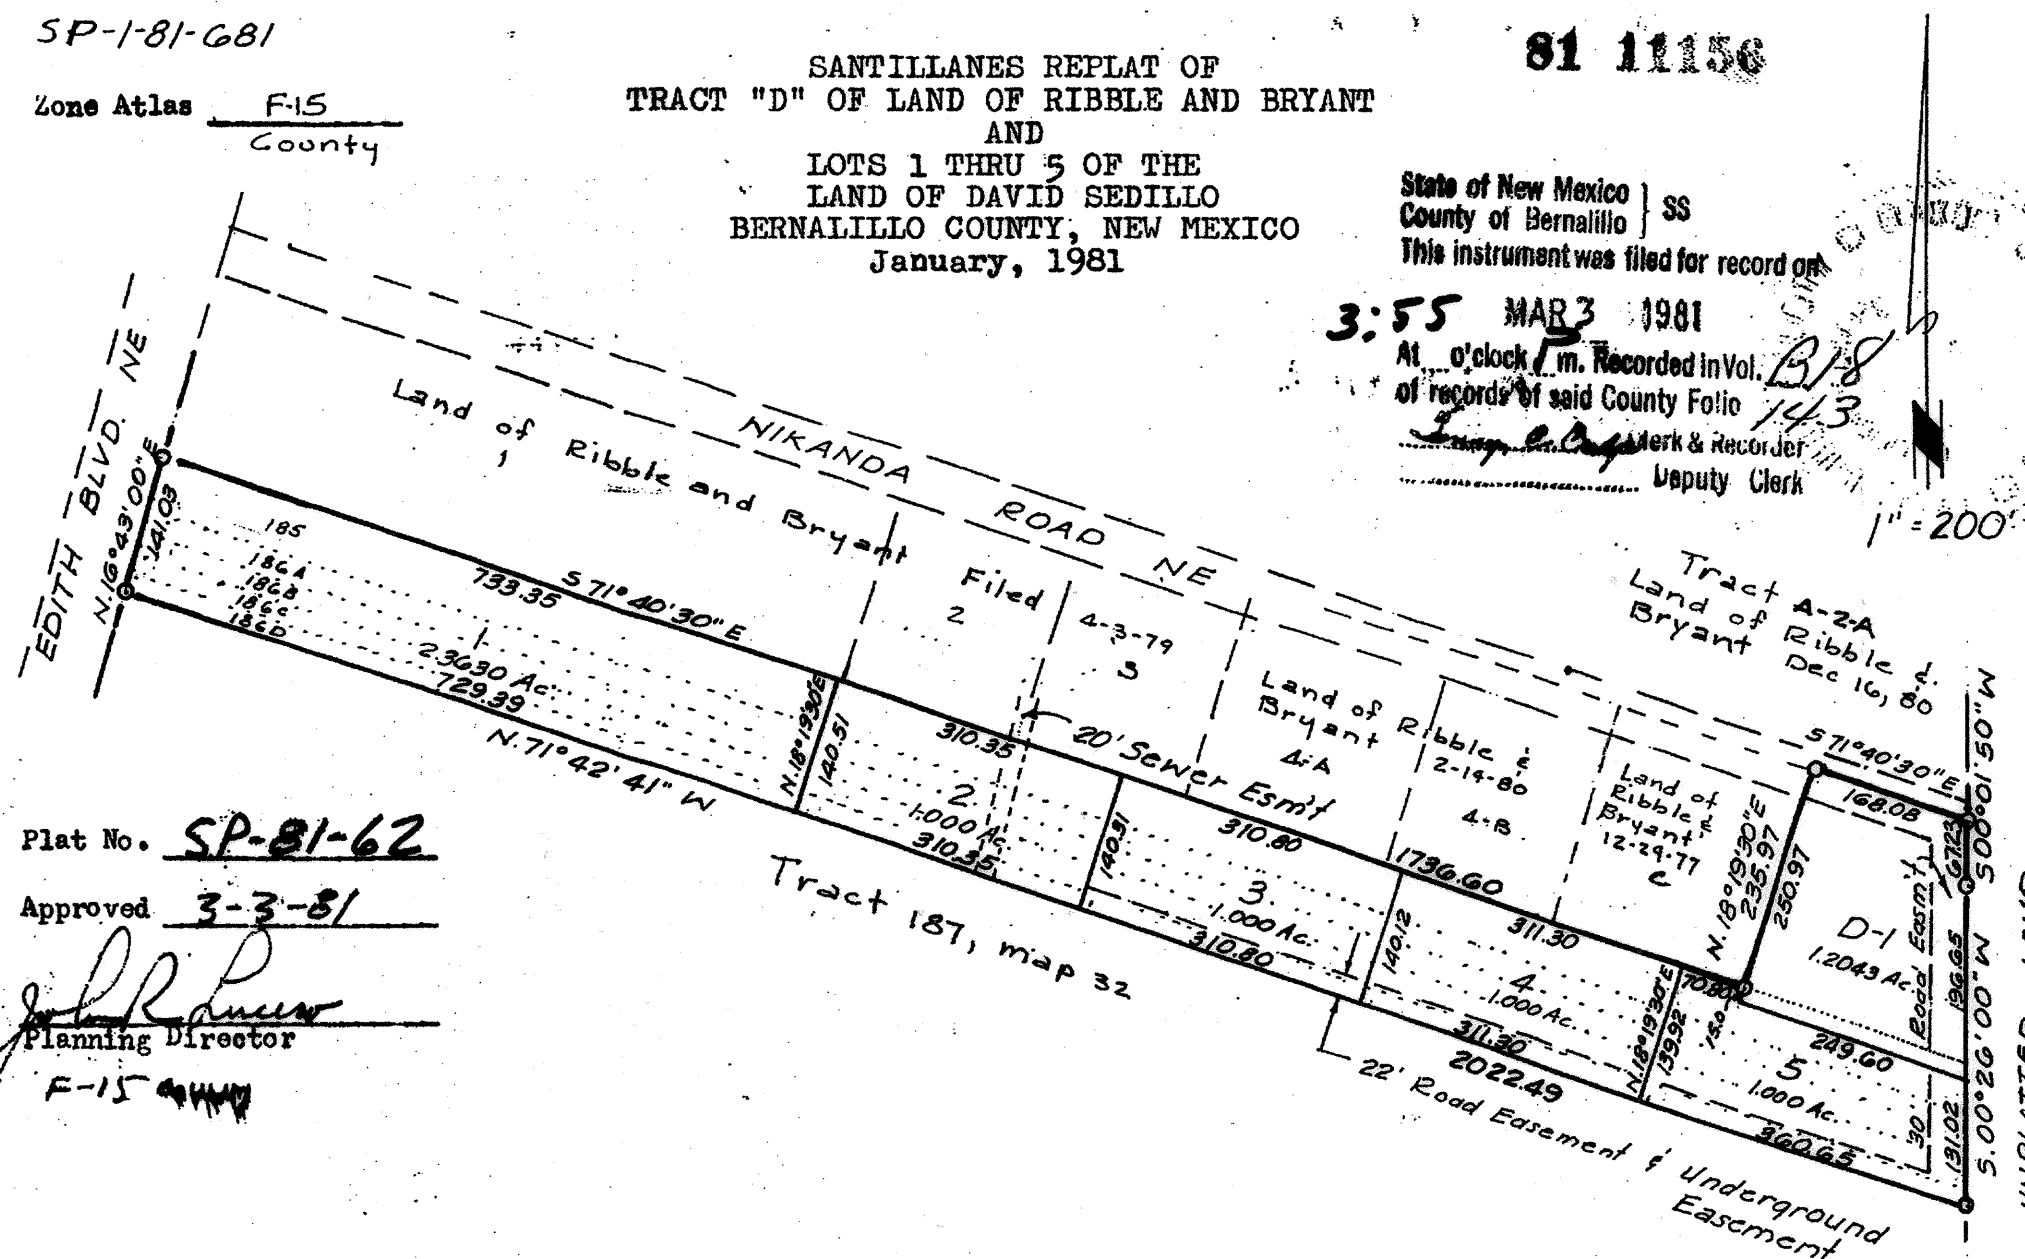 SP-1-81-681
Zone Atlas F-15
County
SANTILLANES REPLAT OF
TRACT "D" OF LAND OF RIBBLE AND BRYANT
AND
LOTS 1 THRU 5 OF THE
LAND OF DAVID SEDILLO
BERNALILLO COUNTY, NEW MEXICO
January, 1981
81 11156
State of New Mexico } SS
County of Bernalillo
This instrument was filed for record on
3:55 MAR 3 1981
At o'clock P m. Recorded in Vol. B18
of records of said County Folio 143
Clerk & Recorder
Deputy Clerk
1" = 200'
EDITH BLVD. NE
N.16°43'00"E
141.03
NIKANDA ROAD NE
Land of Ribble and Bryant Filed 4-3-79
1
2
3
Land of Ribble &
Bryant 2-19-80
4-A
4-B
Land of
Ribble &
Bryant
12-29-77
C
Tract A-2-A
Land of Ribble &
Bryant Dec 16, 80
185
186A
186B
186C
186D
733.35
S 71°40'30"E
1
2.3630 Ac.
729.39
N.71°42'41"W
N.18°19'30"E
140.51
310.35
20' Sewer Esm't
2
1.000 Ac.
310.35
140.31
310.80
1736.60
3
1.000 Ac.
310.80
140.12
311.30
4
1.000 Ac.
311.30
2022.49
N.18°19'30"E
139.92
70.80
15.0
N.18°19'30"E
235.97
250.97
S 71°40'30"E
168.08
67.23
S 00°01'50"W
D-1
1.2043 Ac.
Road Easm't
196.65
S.00°26'00"W
249.60
5
1.000 Ac.
30'
131.02
360.65
Tract 187, map 32
22' Road Easement & Underground
Easement
Plat No. SP-81-62
Approved 3-3-81
John R Lucero
Planning Director
F-15